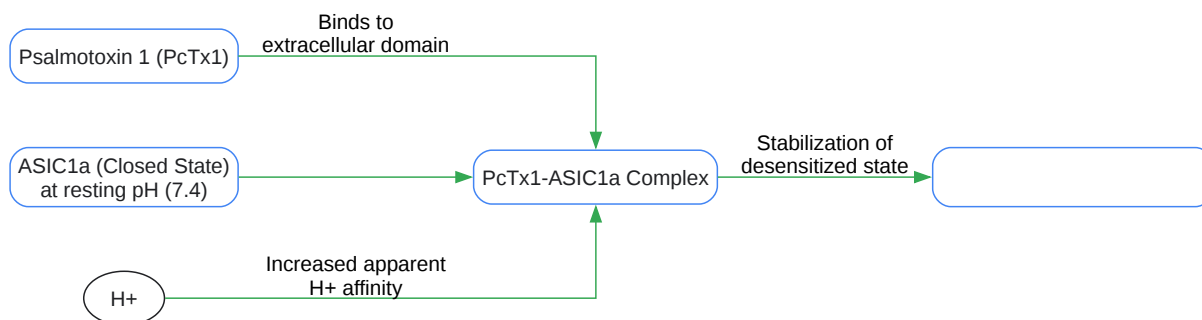 Binds to
extracellular domain
Psalmotoxin 1 (PcTx1)
ASIC1a (Closed State)
at resting pH (7.4)
PcTx1-ASIC1a Complex
Stabilization of
desensitized state
Increased apparent
H+ affinity
H+